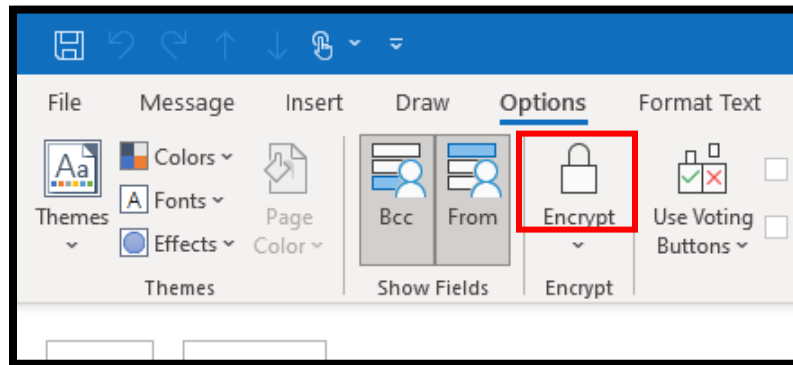 File Message Insert Draw Options Format Text
Aa Colors
A Fonts
Themes Effects
Page Color
Bcc From
Encrypt
Use Voting Buttons
Themes Show Fields Encrypt